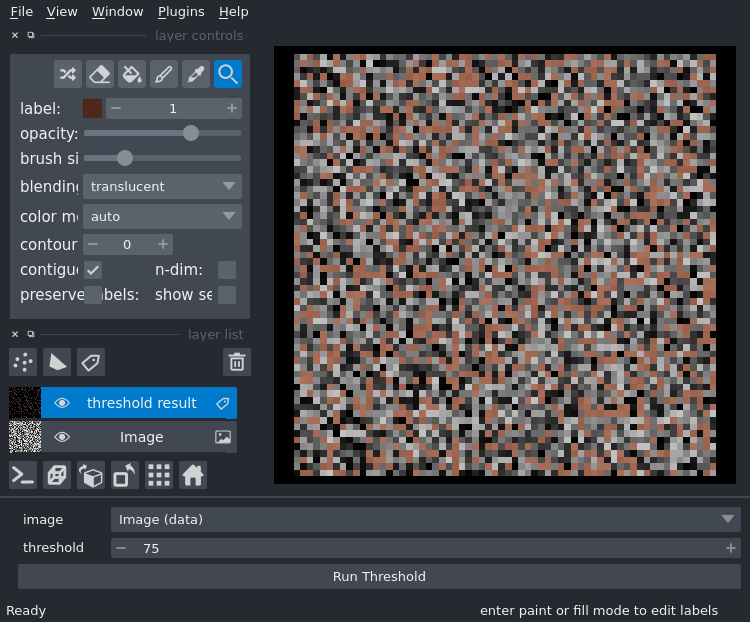 File View Window Plugins Help
layer controls
label: 1
opacity:
brush si
blending translucent
color m auto
contour 0
contigu n-dim:
preserve bels: show se
layer list
threshold result
Image
image Image (data)
threshold 75
Run Threshold
Ready enter paint or fill mode to edit labels